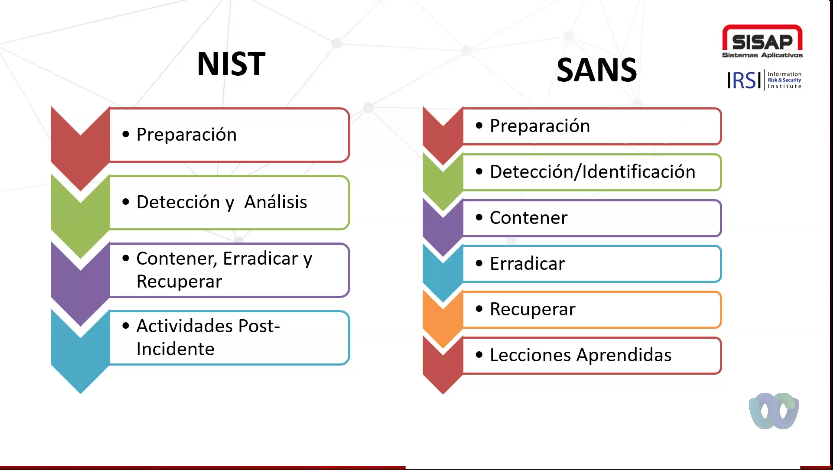 NIST
• Preparación
• Detección y Análisis
• Contener, Erradicar y
Recuperar
• Actividades Post-
Incidente
SANS
• Preparación
• Detección/Identificación
• Contener
• Erradicar
• Recuperar
• Lecciones Aprendidas
SISAP
Sistemas Aplicativos
IRSI
Information
Risk & Security
Institute